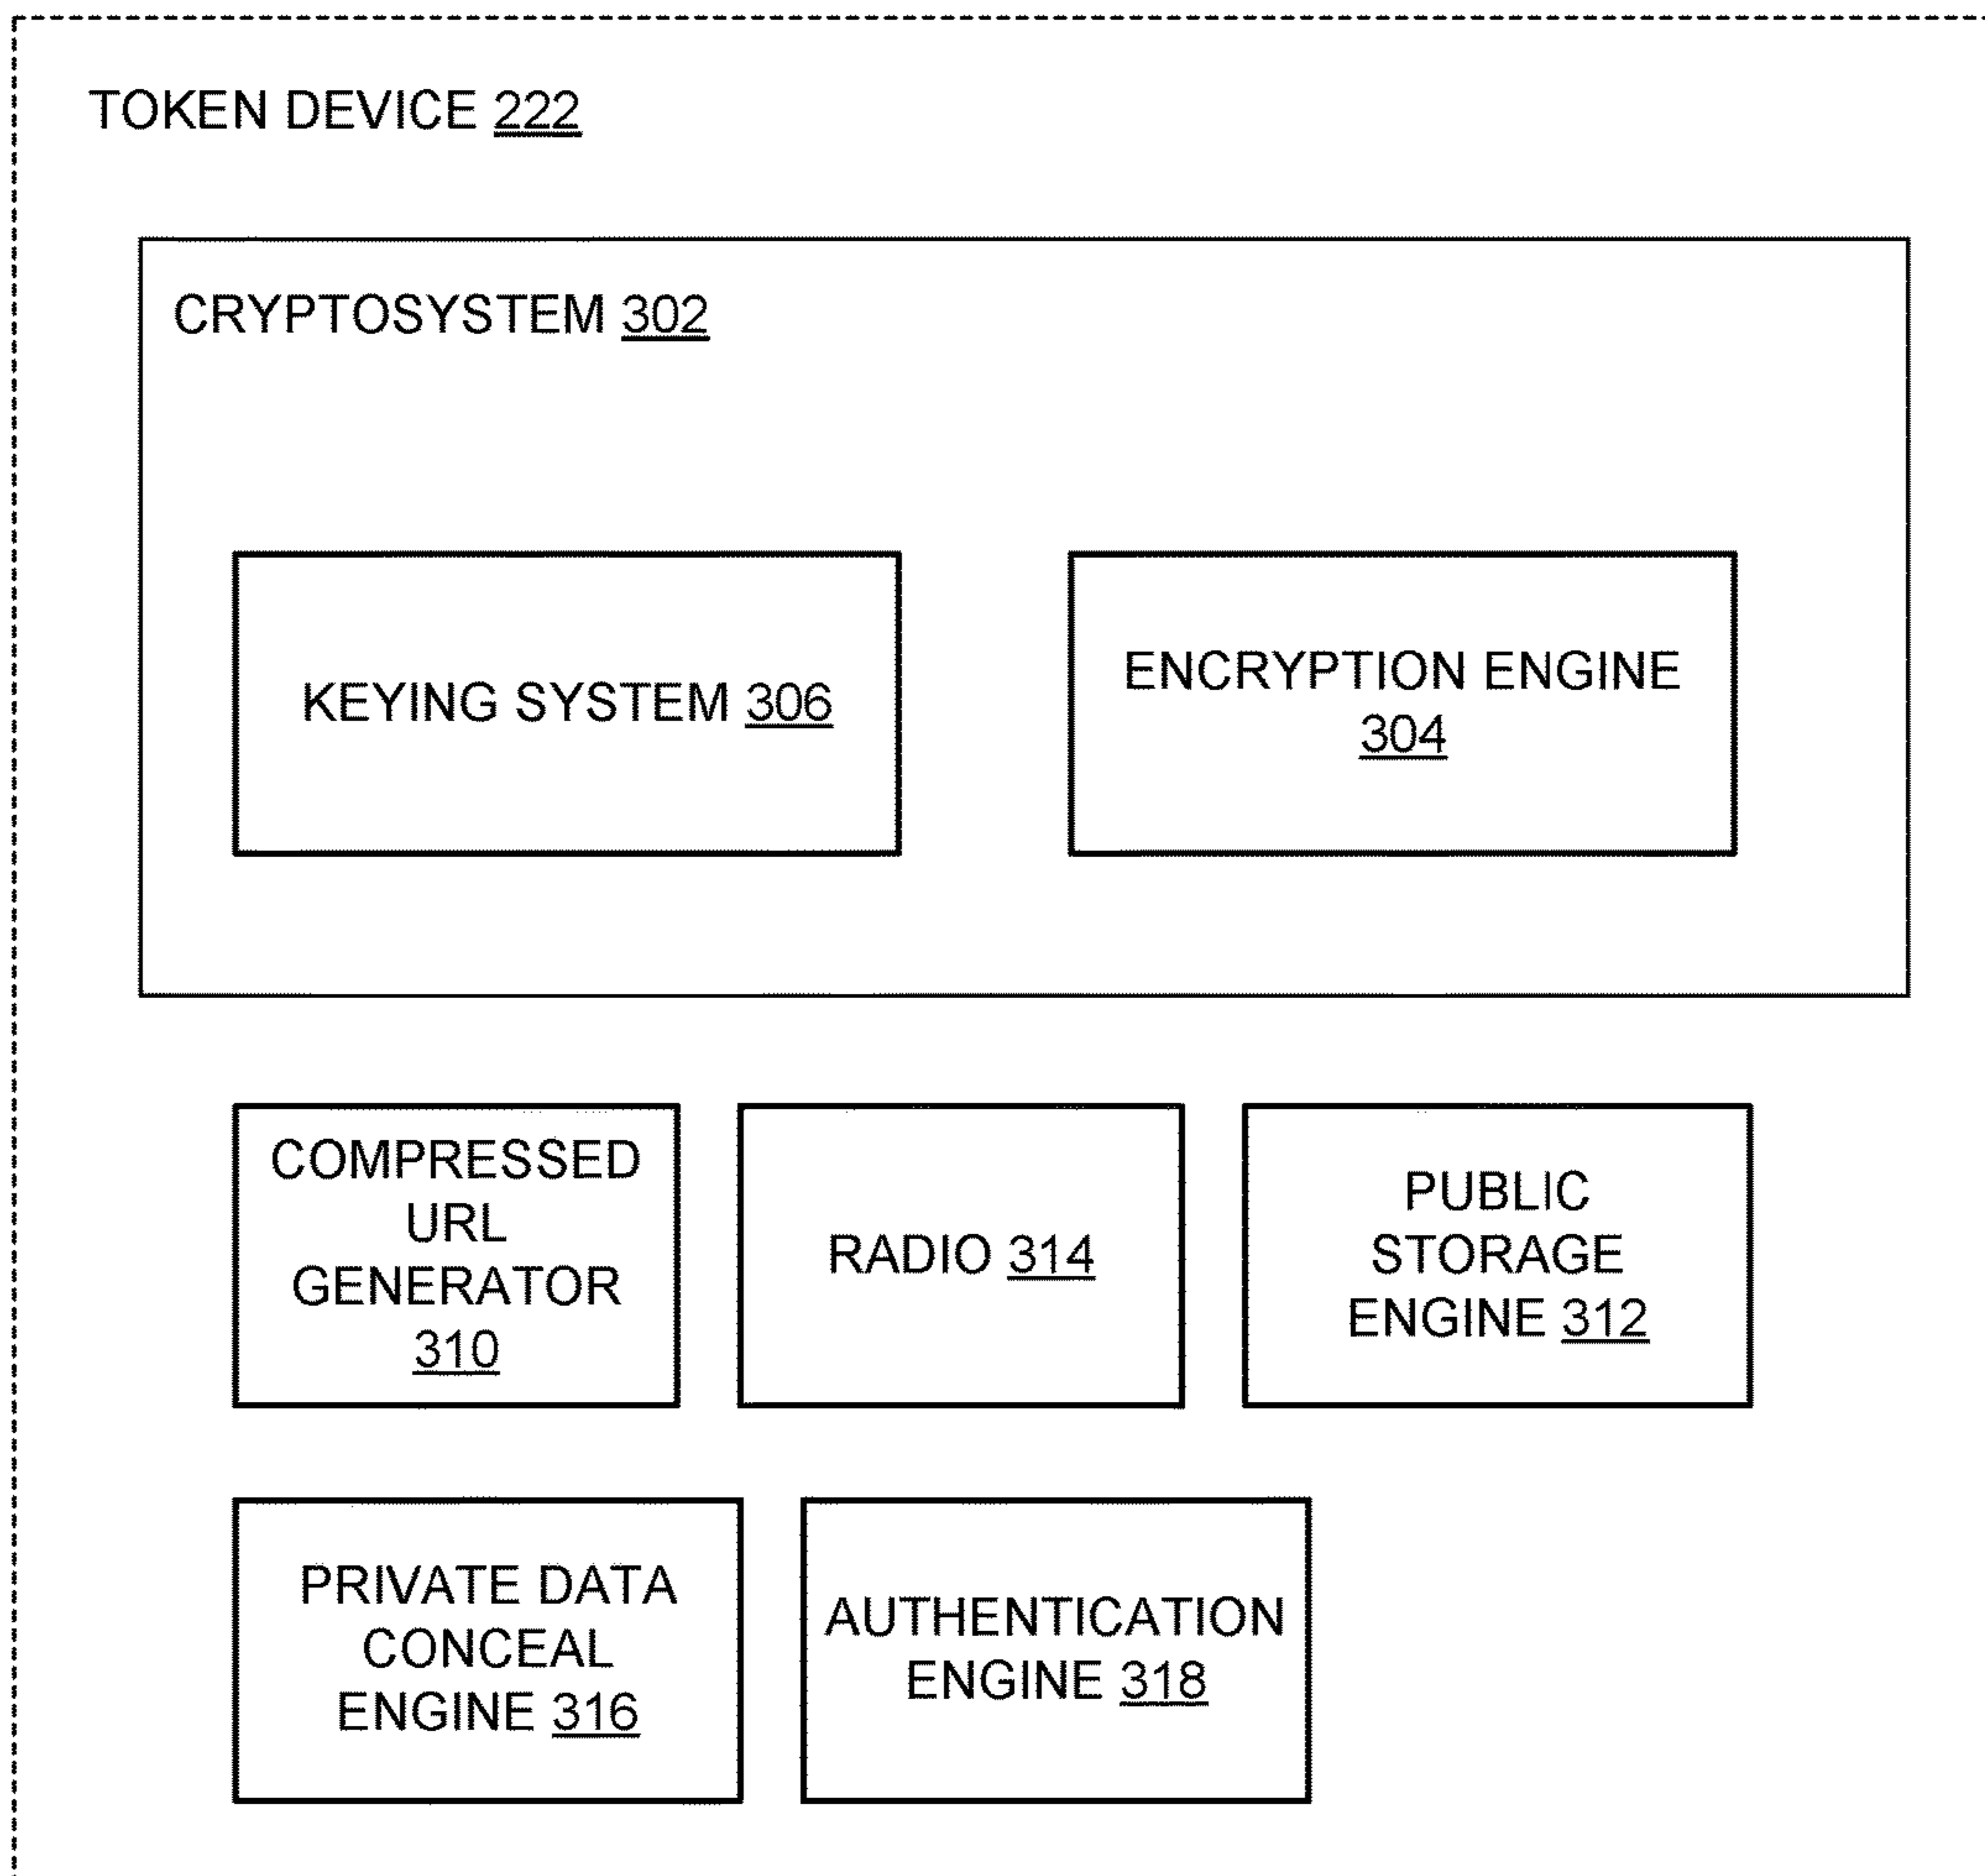 TOKEN DEVICE 222
CRYPTOSYSTEM 302
KEYING SYSTEM 306
ENCRYPTION ENGINE
304
COMPRESSED
URL
GENERATOR
310
RADIO 314
PUBLIC
STORAGE
ENGINE 312
PRIVATE DATA
CONCEAL
ENGINE 316
AUTHENTICATION
ENGINE 318